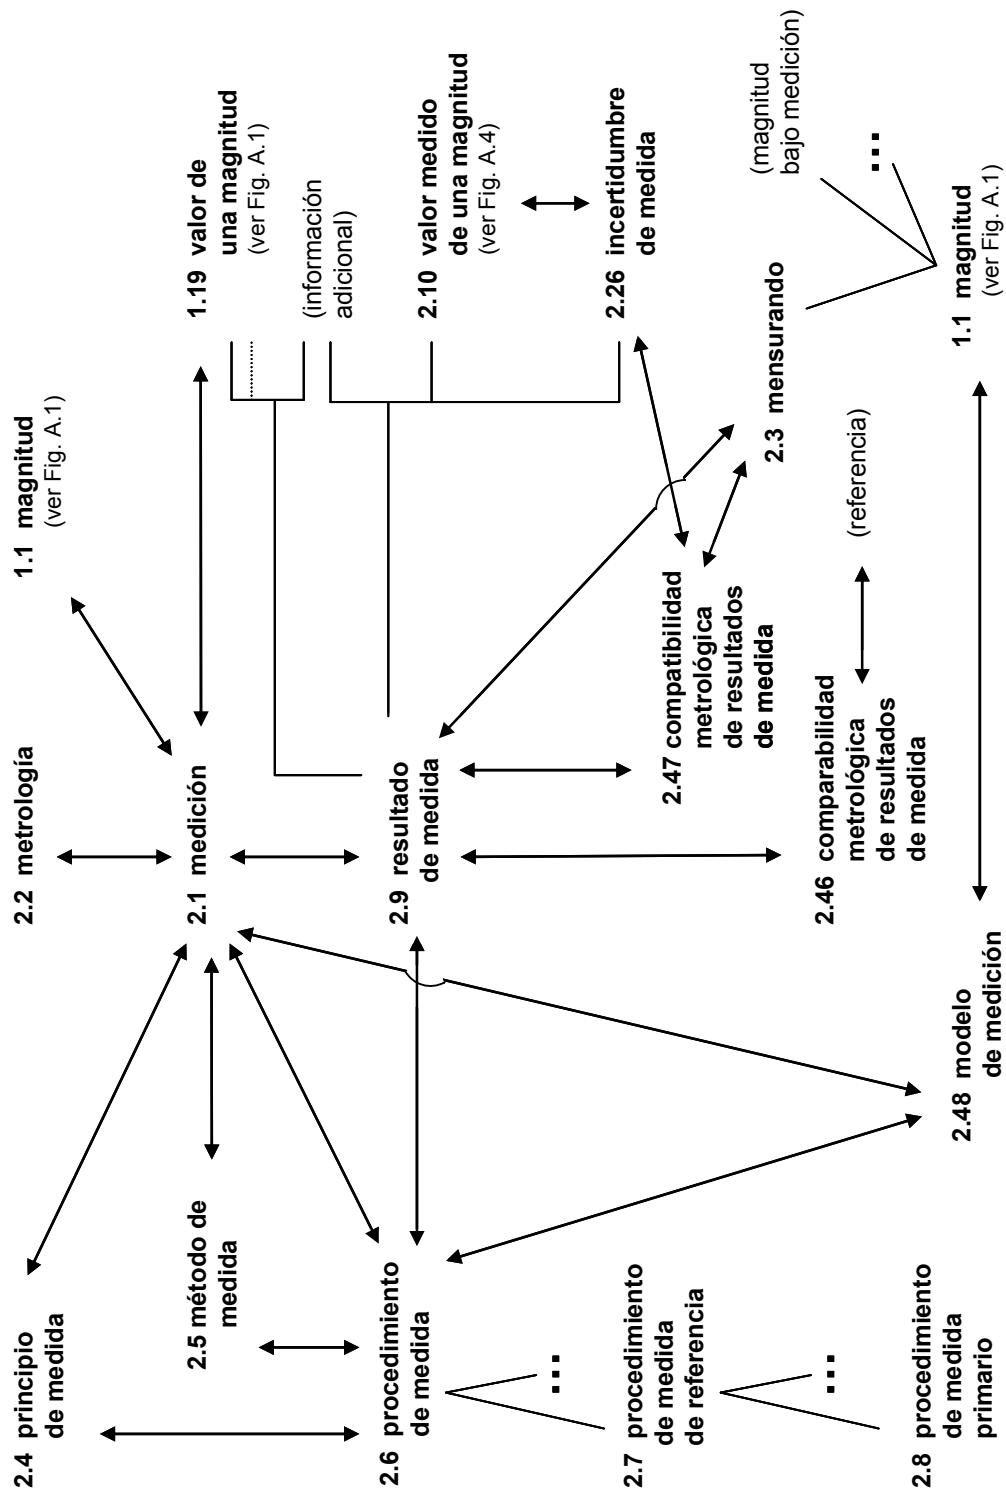 2.4 principio
de medida
2.2 metrología
1.1 magnitud
(ver Fig. A.1)
2.5 método de
medida
2.1 medición
1.19 valor de
una magnitud
(ver Fig. A.1)
(información
adicional)
2.6 procedimiento
de medida
2.9 resultado
de medida
2.10 valor medido
de una magnitud
(ver Fig. A.4)
...
2.26 incertidumbre
de medida
2.7 procedimiento
de medida
de referencia
2.47 compatibilidad
metrológica
de resultados
de medida
2.3 mensurando
(magnitud
bajo medición)
...
...
2.46 comparabilidad
metrológica
de resultados
de medida
(referencia)
2.8 procedimiento
de medida
primario
2.48 modelo
de medición
1.1 magnitud
(ver Fig. A.1)